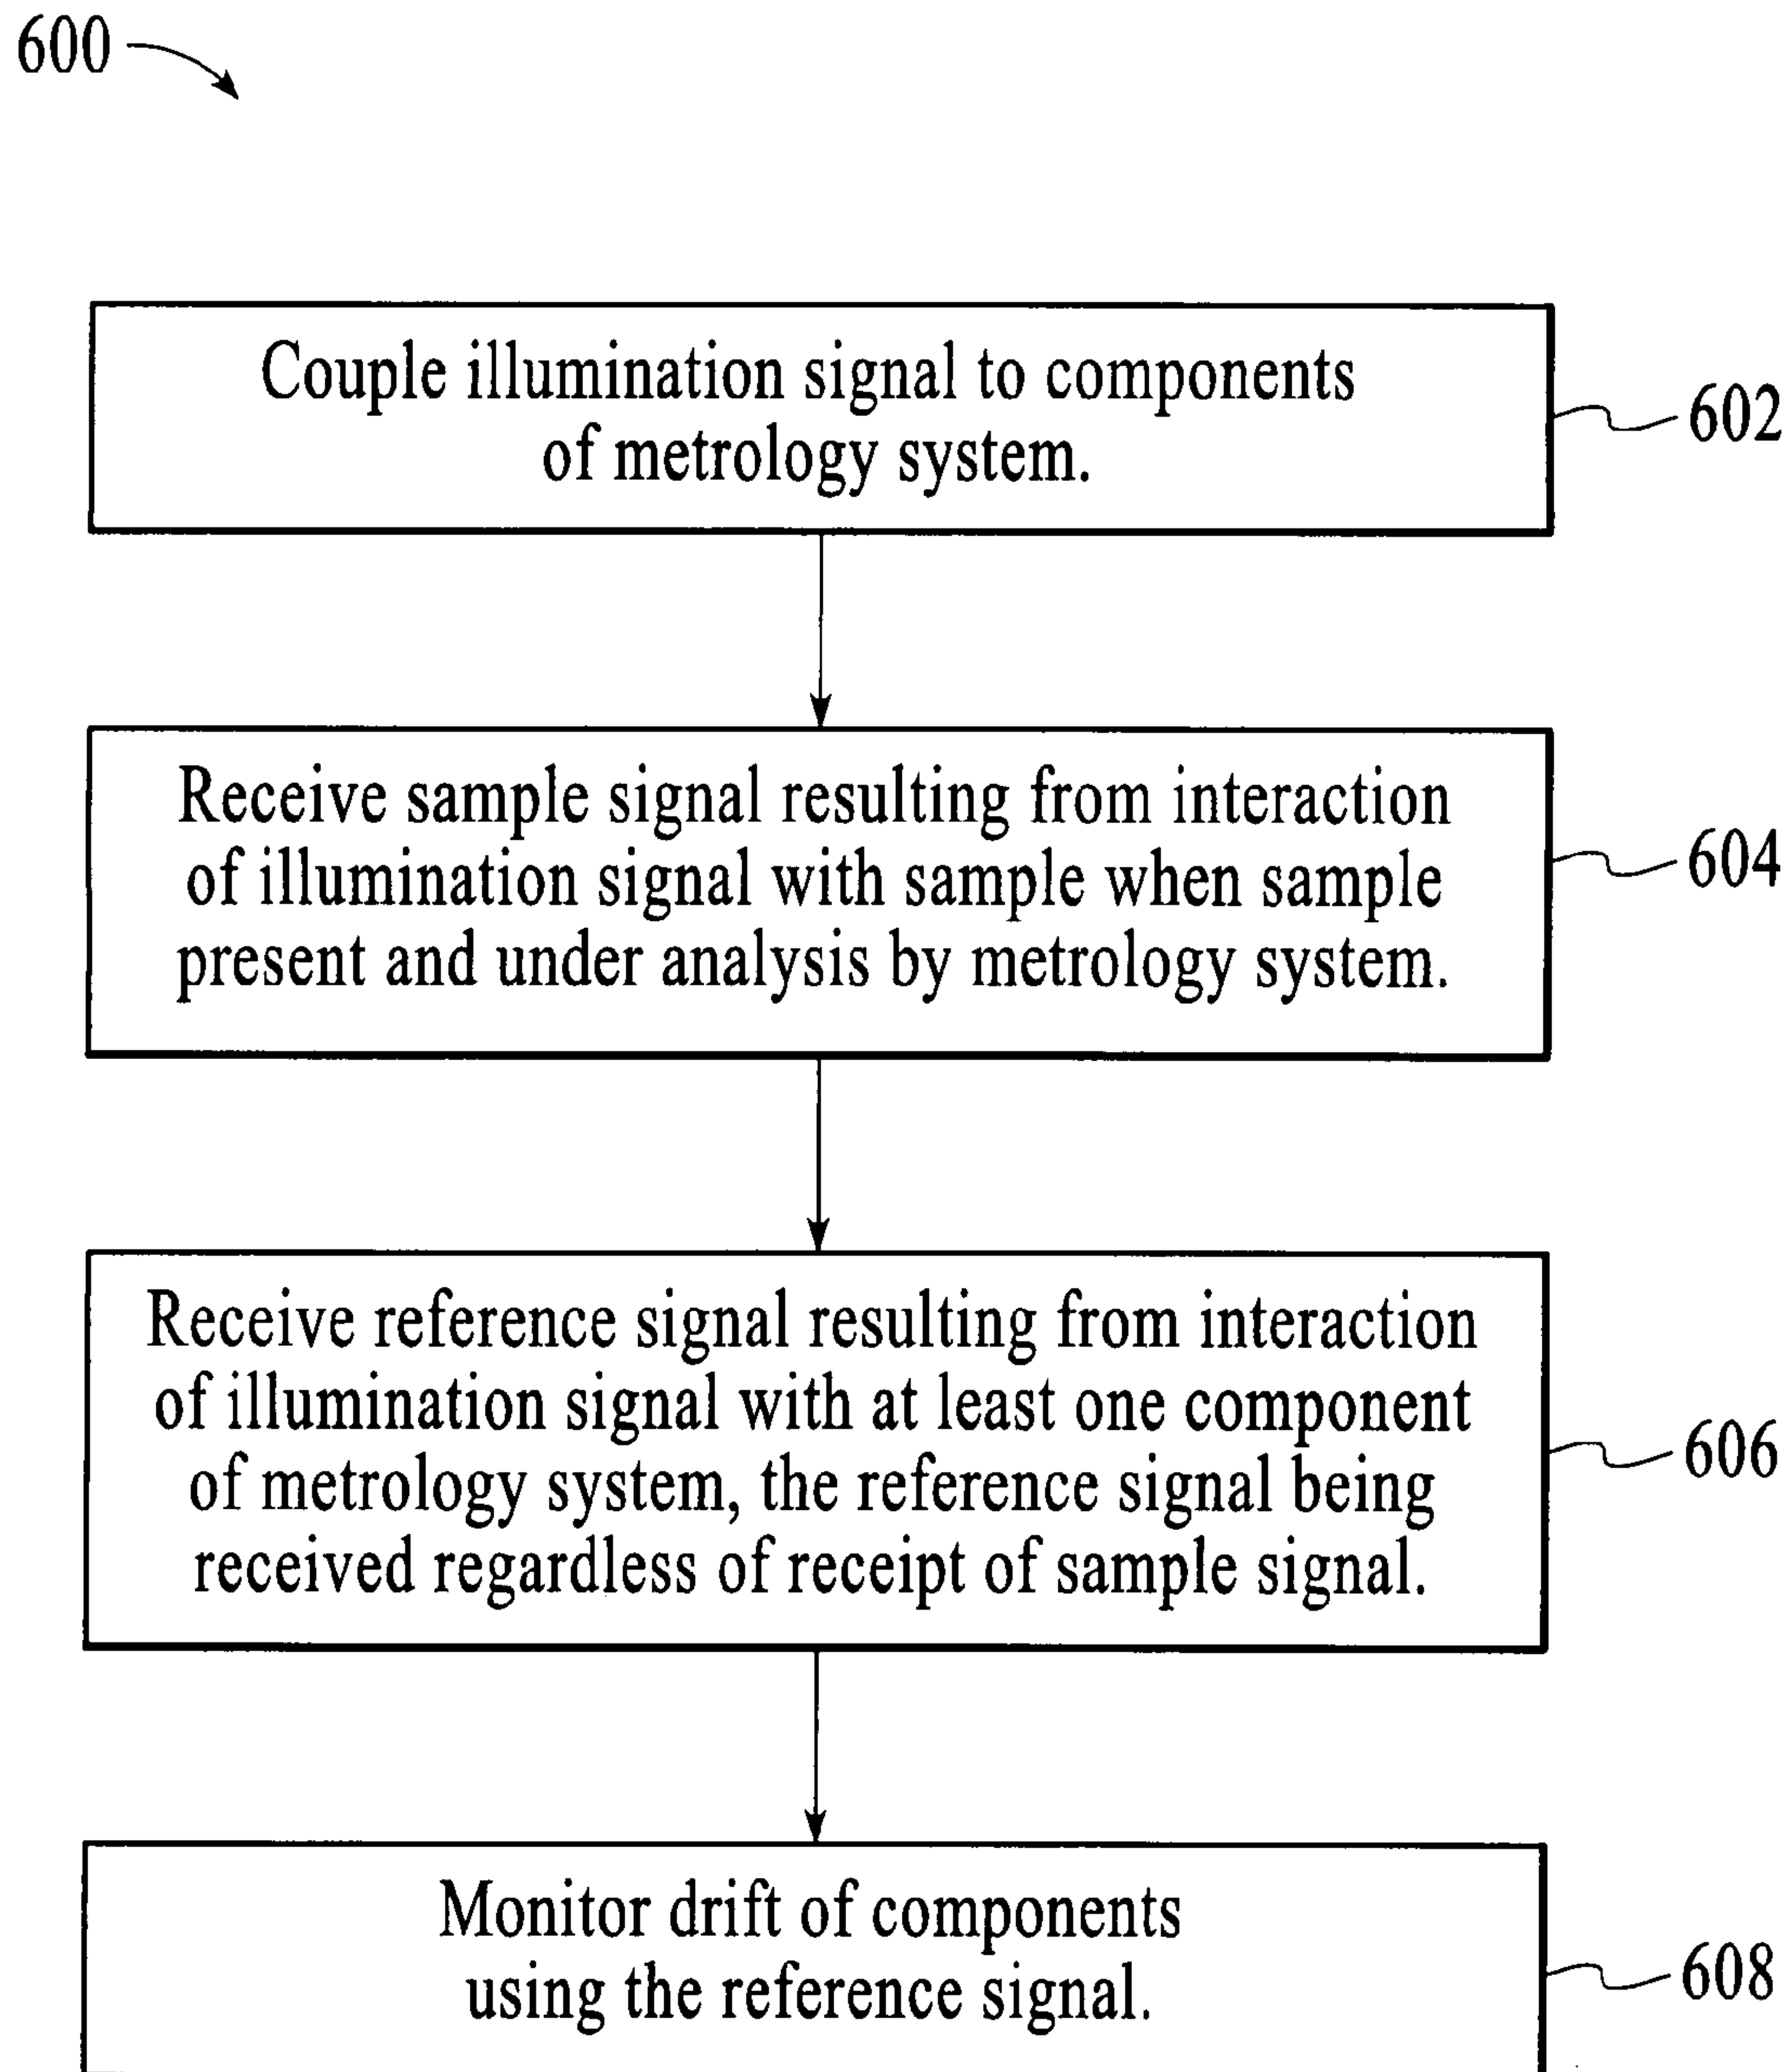 600
Couple illumination signal to components
of metrology system.
602
Receive sample signal resulting from interaction
of illumination signal with sample when sample
present and under analysis by metrology system.
604
Receive reference signal resulting from interaction
of illumination signal with at least one component
of metrology system, the reference signal being
received regardless of receipt of sample signal.
606
Monitor drift of components
using the reference signal.
608